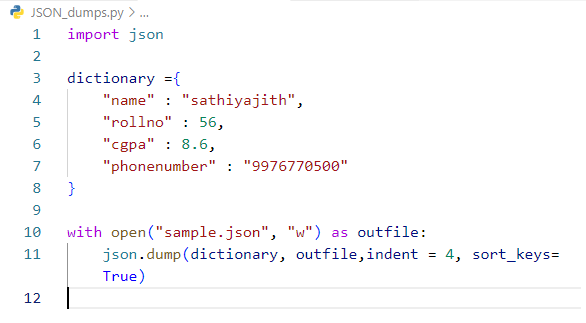 JSON_dumps.py > ...
1 import json
2
3 dictionary ={
4     "name" : "sathiyajith",
5     "rollno" : 56,
6     "cgpa" : 8.6,
7     "phonenumber" : "9976770500"
8 }
9
10 with open("sample.json", "w") as outfile:
11     json.dump(dictionary, outfile,indent = 4, sort_keys=
True)
12